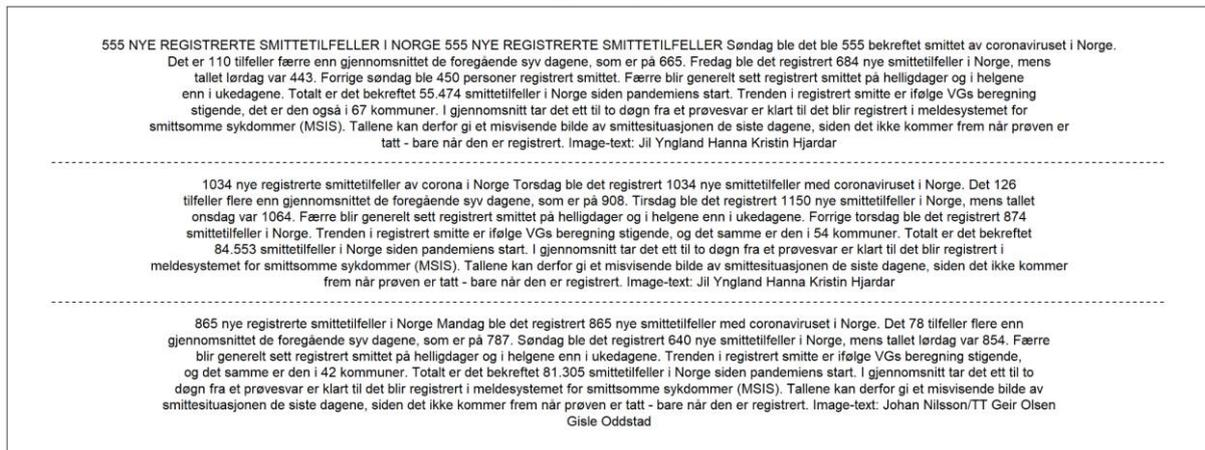 555 NYE REGISTRERTE SMITTETILFELLER I NORGE 555 NYE REGISTRERTE SMITTETILFELLER Søndag ble det ble 555 bekreftet smittet av coronaviruset i Norge.
Det er 110 tilfeller færre enn gjennomsnittet de foregående syv dagene, som er på 665. Fredag ble det registrert 684 nye smittetilfeller i Norge, mens
tallet lørdag var 443. Forrige søndag ble 450 personer registrert smittet. Færre blir generelt sett registrert smittet på helligdager og i helgene
enn i ukedagene. Totalt er det bekreftet 55.474 smittetilfeller i Norge siden pandemiens start. Trenden i registrert smitte er ifølge VGs beregning
stigende, det er den også i 67 kommuner. I gjennomsnitt tar det ett til to døgn fra et prøvesvar er klart til det blir registrert i meldesystemet for
smittsomme sykdommer (MSIS). Tallene kan derfor gi et misvisende bilde av smittesituasjonen de siste dagene, siden det ikke kommer frem når prøven er
tatt - bare når den er registrert. Image-text: Jil Yngland Hanna Kristin Hjardar
1034 nye registrerte smittetilfeller av corona i Norge Torsdag ble det registrert 1034 nye smittetilfeller med coronaviruset i Norge. Det 126
tilfeller flere enn gjennomsnittet de foregående syv dagene, som er på 908. Tirsdag ble det registrert 1150 nye smittetilfeller i Norge, mens tallet
onsdag var 1064. Færre blir generelt sett registrert smittet på helligdager og i helgene enn i ukedagene. Forrige torsdag ble det registrert 874
smittetilfeller i Norge. Trenden i registrert smitte er ifølge VGs beregning stigende, og det samme er den i 54 kommuner. Totalt er det bekreftet
84.553 smittetilfeller i Norge siden pandemiens start. I gjennomsnitt tar det ett til to døgn fra et prøvesvar er klart til det blir registrert i
meldesystemet for smittsomme sykdommer (MSIS). Tallene kan derfor gi et misvisende bilde av smittesituasjonen de siste dagene, siden det ikke kommer
frem når prøven er tatt - bare når den er registrert. Image-text: Jil Yngland Hanna Kristin Hjardar
865 nye registrerte smittetilfeller i Norge Mandag ble det registrert 865 nye smittetilfeller med coronaviruset i Norge. Det 78 tilfeller flere enn
gjennomsnittet de foregående syv dagene, som er på 787. Søndag ble det registrert 640 nye smittetilfeller i Norge, mens tallet lørdag var 854. Færre
blir generelt sett registrert smittet på helligdager og i helgene enn i ukedagene. Trenden i registrert smitte er ifølge VGs beregning stigende,
og det samme er den i 42 kommuner. Totalt er det bekreftet 81.305 smittetilfeller i Norge siden pandemiens start. I gjennomsnitt tar det ett til to
døgn fra et prøvesvar er klart til det blir registrert i meldesystemet for smittsomme sykdommer (MSIS). Tallene kan derfor gi et misvisende bilde av
smittesituasjonen de siste dagene, siden det ikke kommer frem når prøven er tatt - bare når den er registrert. Image-text: Johan Nilsson/TT Geir Olsen
Gisle Oddstad